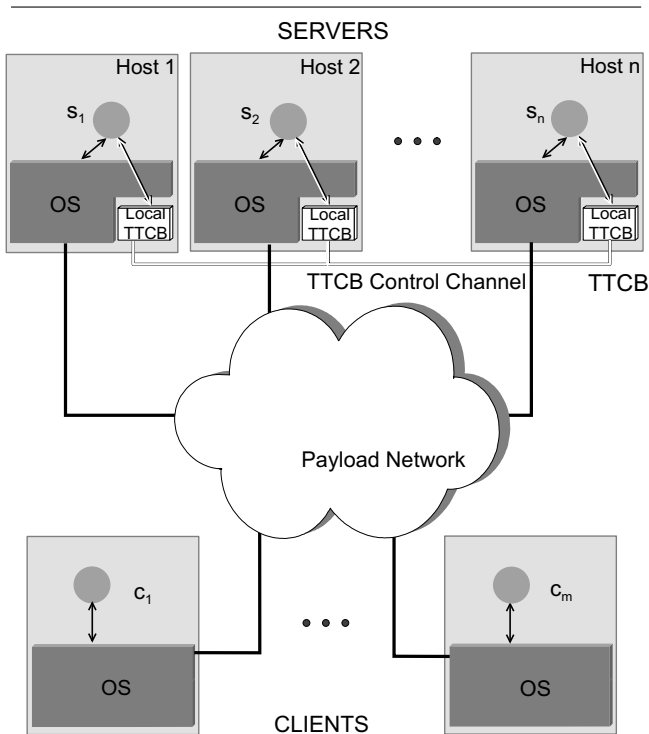 SERVERS
Host 1
Host 2
Host n
s1
s2
sn
OS
Local
TTCB
OS
Local
TTCB
OS
Local
TTCB
TTCB Control Channel
TTCB
Payload Network
c1
cm
OS
OS
CLIENTS